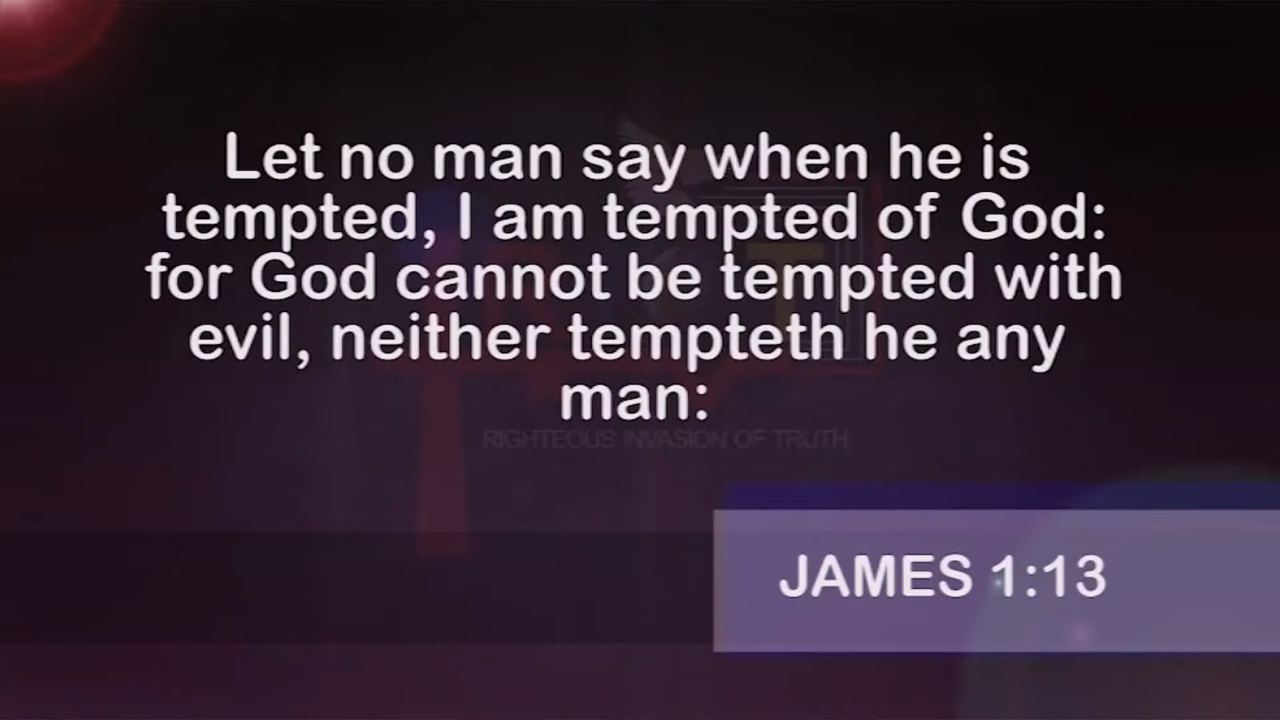 Let no man say when he is
tempted, I am tempted of God:
for God cannot be tempted with
evil, neither tempteth he any
man:
RIGHTEOUS INVASION OF TRUTH
JAMES 1:13